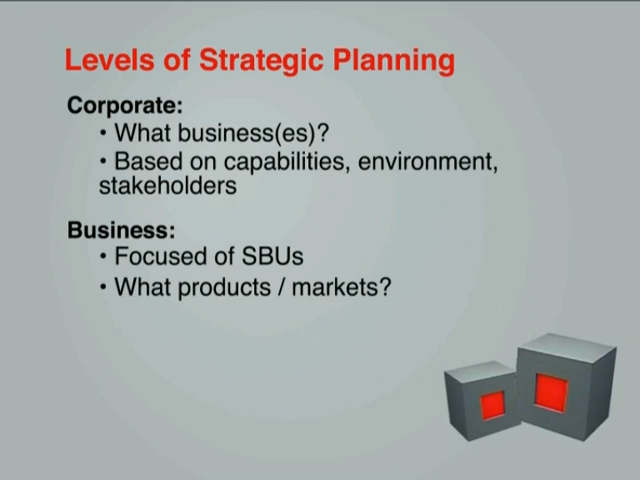 Levels of Strategic Planning
Corporate:
• What business(es)?
• Based on capabilities, environment,
stakeholders
Business:
• Focused of SBUs
• What products / markets?